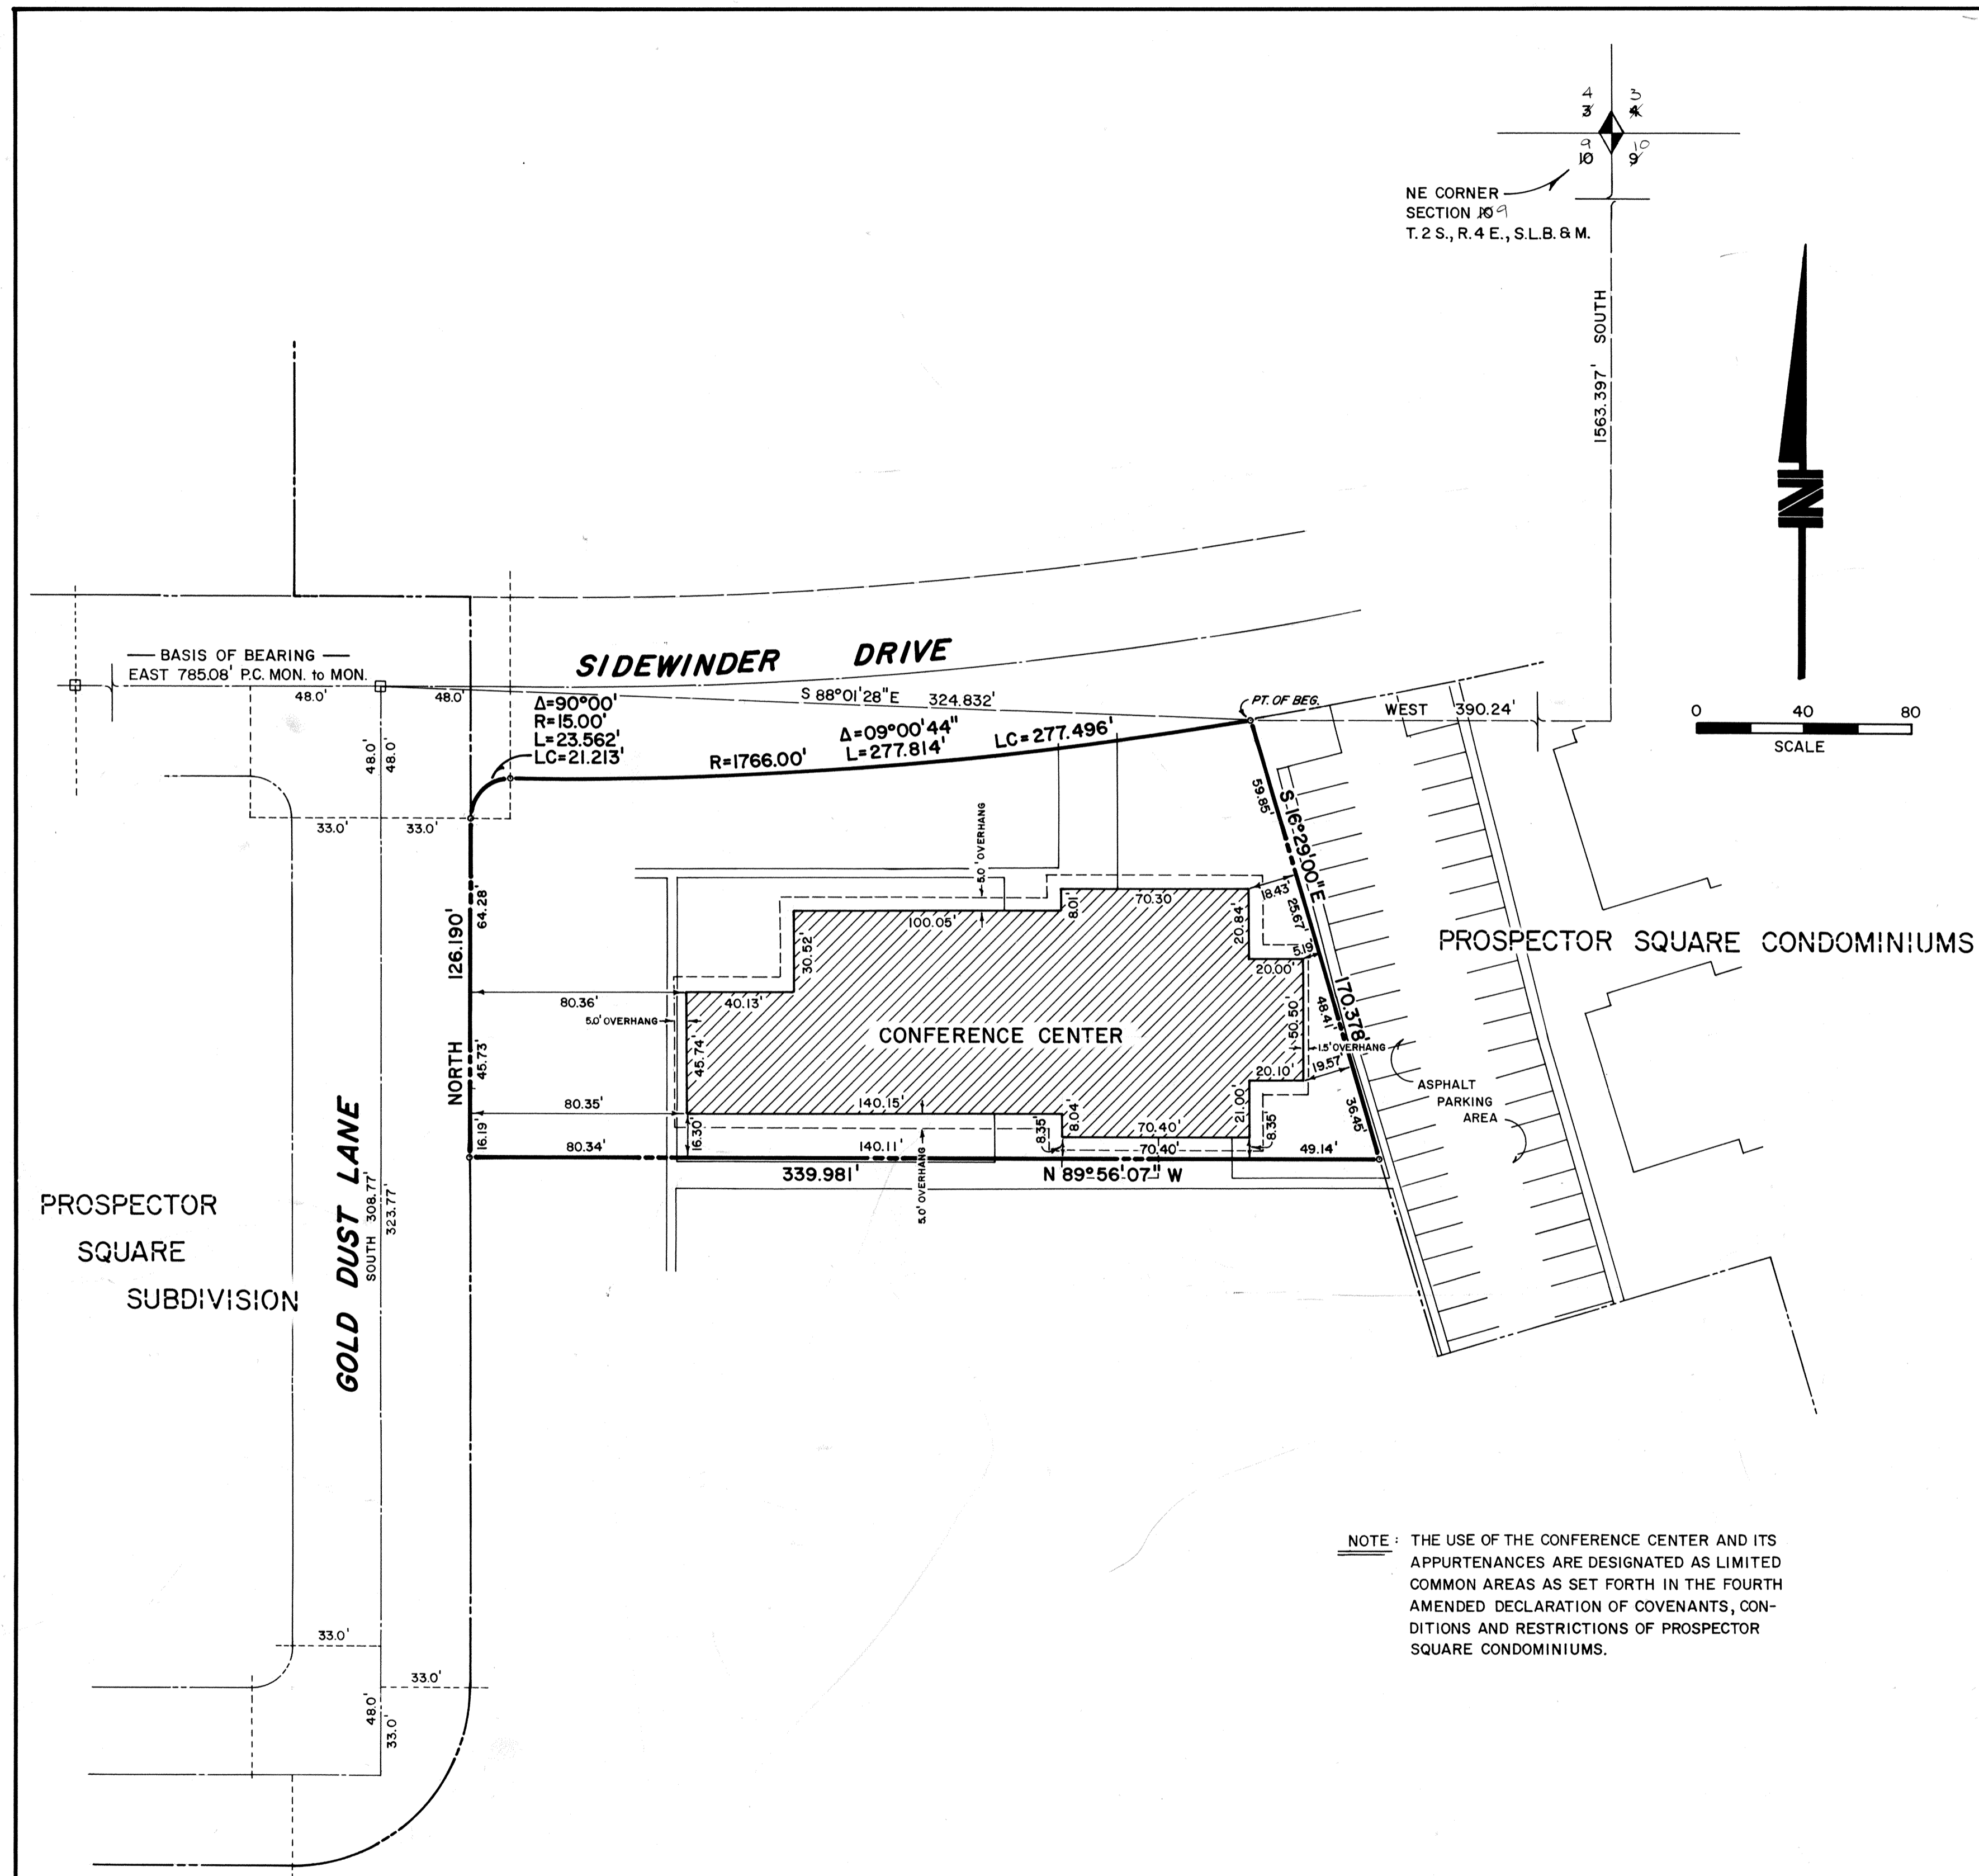 4 3
3 4
9 10
10 9
NE CORNER
SECTION 10 9
T. 2 S., R. 4 E., S.L.B. & M.
1563.397' SOUTH
N
0 40 80
SCALE
BASIS OF BEARING
EAST 785.08' P.C. MON. to MON.
48.0' 48.0'
SIDEWINDER DRIVE
S 88°01'28"E 324.832'
PT. OF BEG.
WEST 390.24'
Δ=90°00'
R=15.00'
L=23.562'
LC=21.213'
R=1766.00'
Δ=09°00'44"
L=277.814'
LC=277.496'
48.0'
48.0'
33.0' 33.0'
59.85'
S 16°29'00"E
170.378'
5.0' OVERHANG
64.28'
NORTH 126.190'
45.73'
16.19'
18.43'
25.67'
5.19'
48.41'
19.57'
36.45'
8.01'
70.30
20.84'
100.05'
30.52'
20.00'
80.36'
40.13'
5.0' OVERHANG
CONFERENCE CENTER
50.50'
1.5' OVERHANG
45.74'
20.10'
80.35'
140.15'
21.00'
16.30'
8.35'
8.04'
70.40'
8.35'
80.34'
140.11'
70.40'
49.14'
339.981'
N 89°56'07" W
5.0' OVERHANG
PROSPECTOR SQUARE CONDOMINIUMS
ASPHALT
PARKING
AREA
PROSPECTOR
SQUARE
SUBDIVISION
GOLD DUST LANE
SOUTH 308.77'
323.77'
33.0'
33.0'
48.0'
33.0'
NOTE: THE USE OF THE CONFERENCE CENTER AND ITS
APPURTENANCES ARE DESIGNATED AS LIMITED
COMMON AREAS AS SET FORTH IN THE FOURTH
AMENDED DECLARATION OF COVENANTS, CON-
DITIONS AND RESTRICTIONS OF PROSPECTOR
SQUARE CONDOMINIUMS.